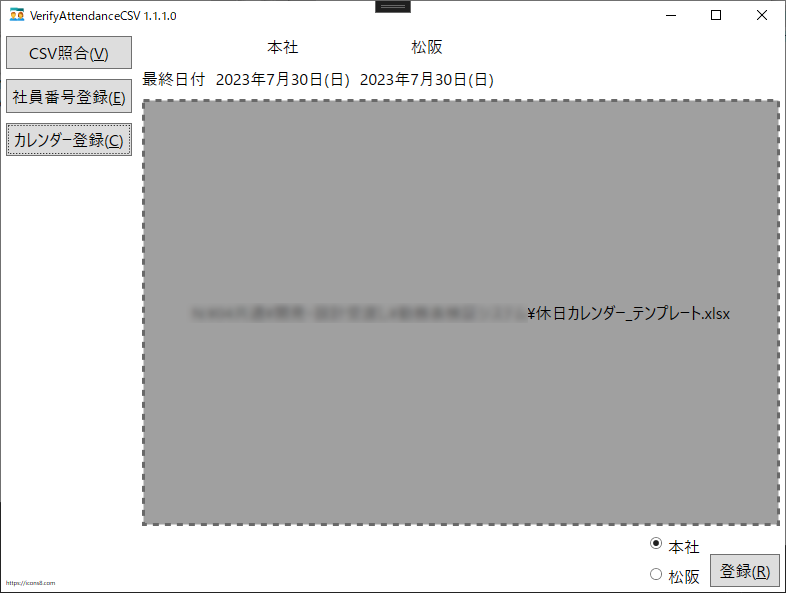 VerifyAttendanceCSV 1.1.1.0
CSV照合(V)
社員番号登録(E)
カレンダー登録(C)
本社 松阪
最終日付 2023年7月30日(日) 2023年7月30日(日)
¥休日カレンダー_テンプレート.xlsx
本社
松阪
登録(R)
https://icons8.com